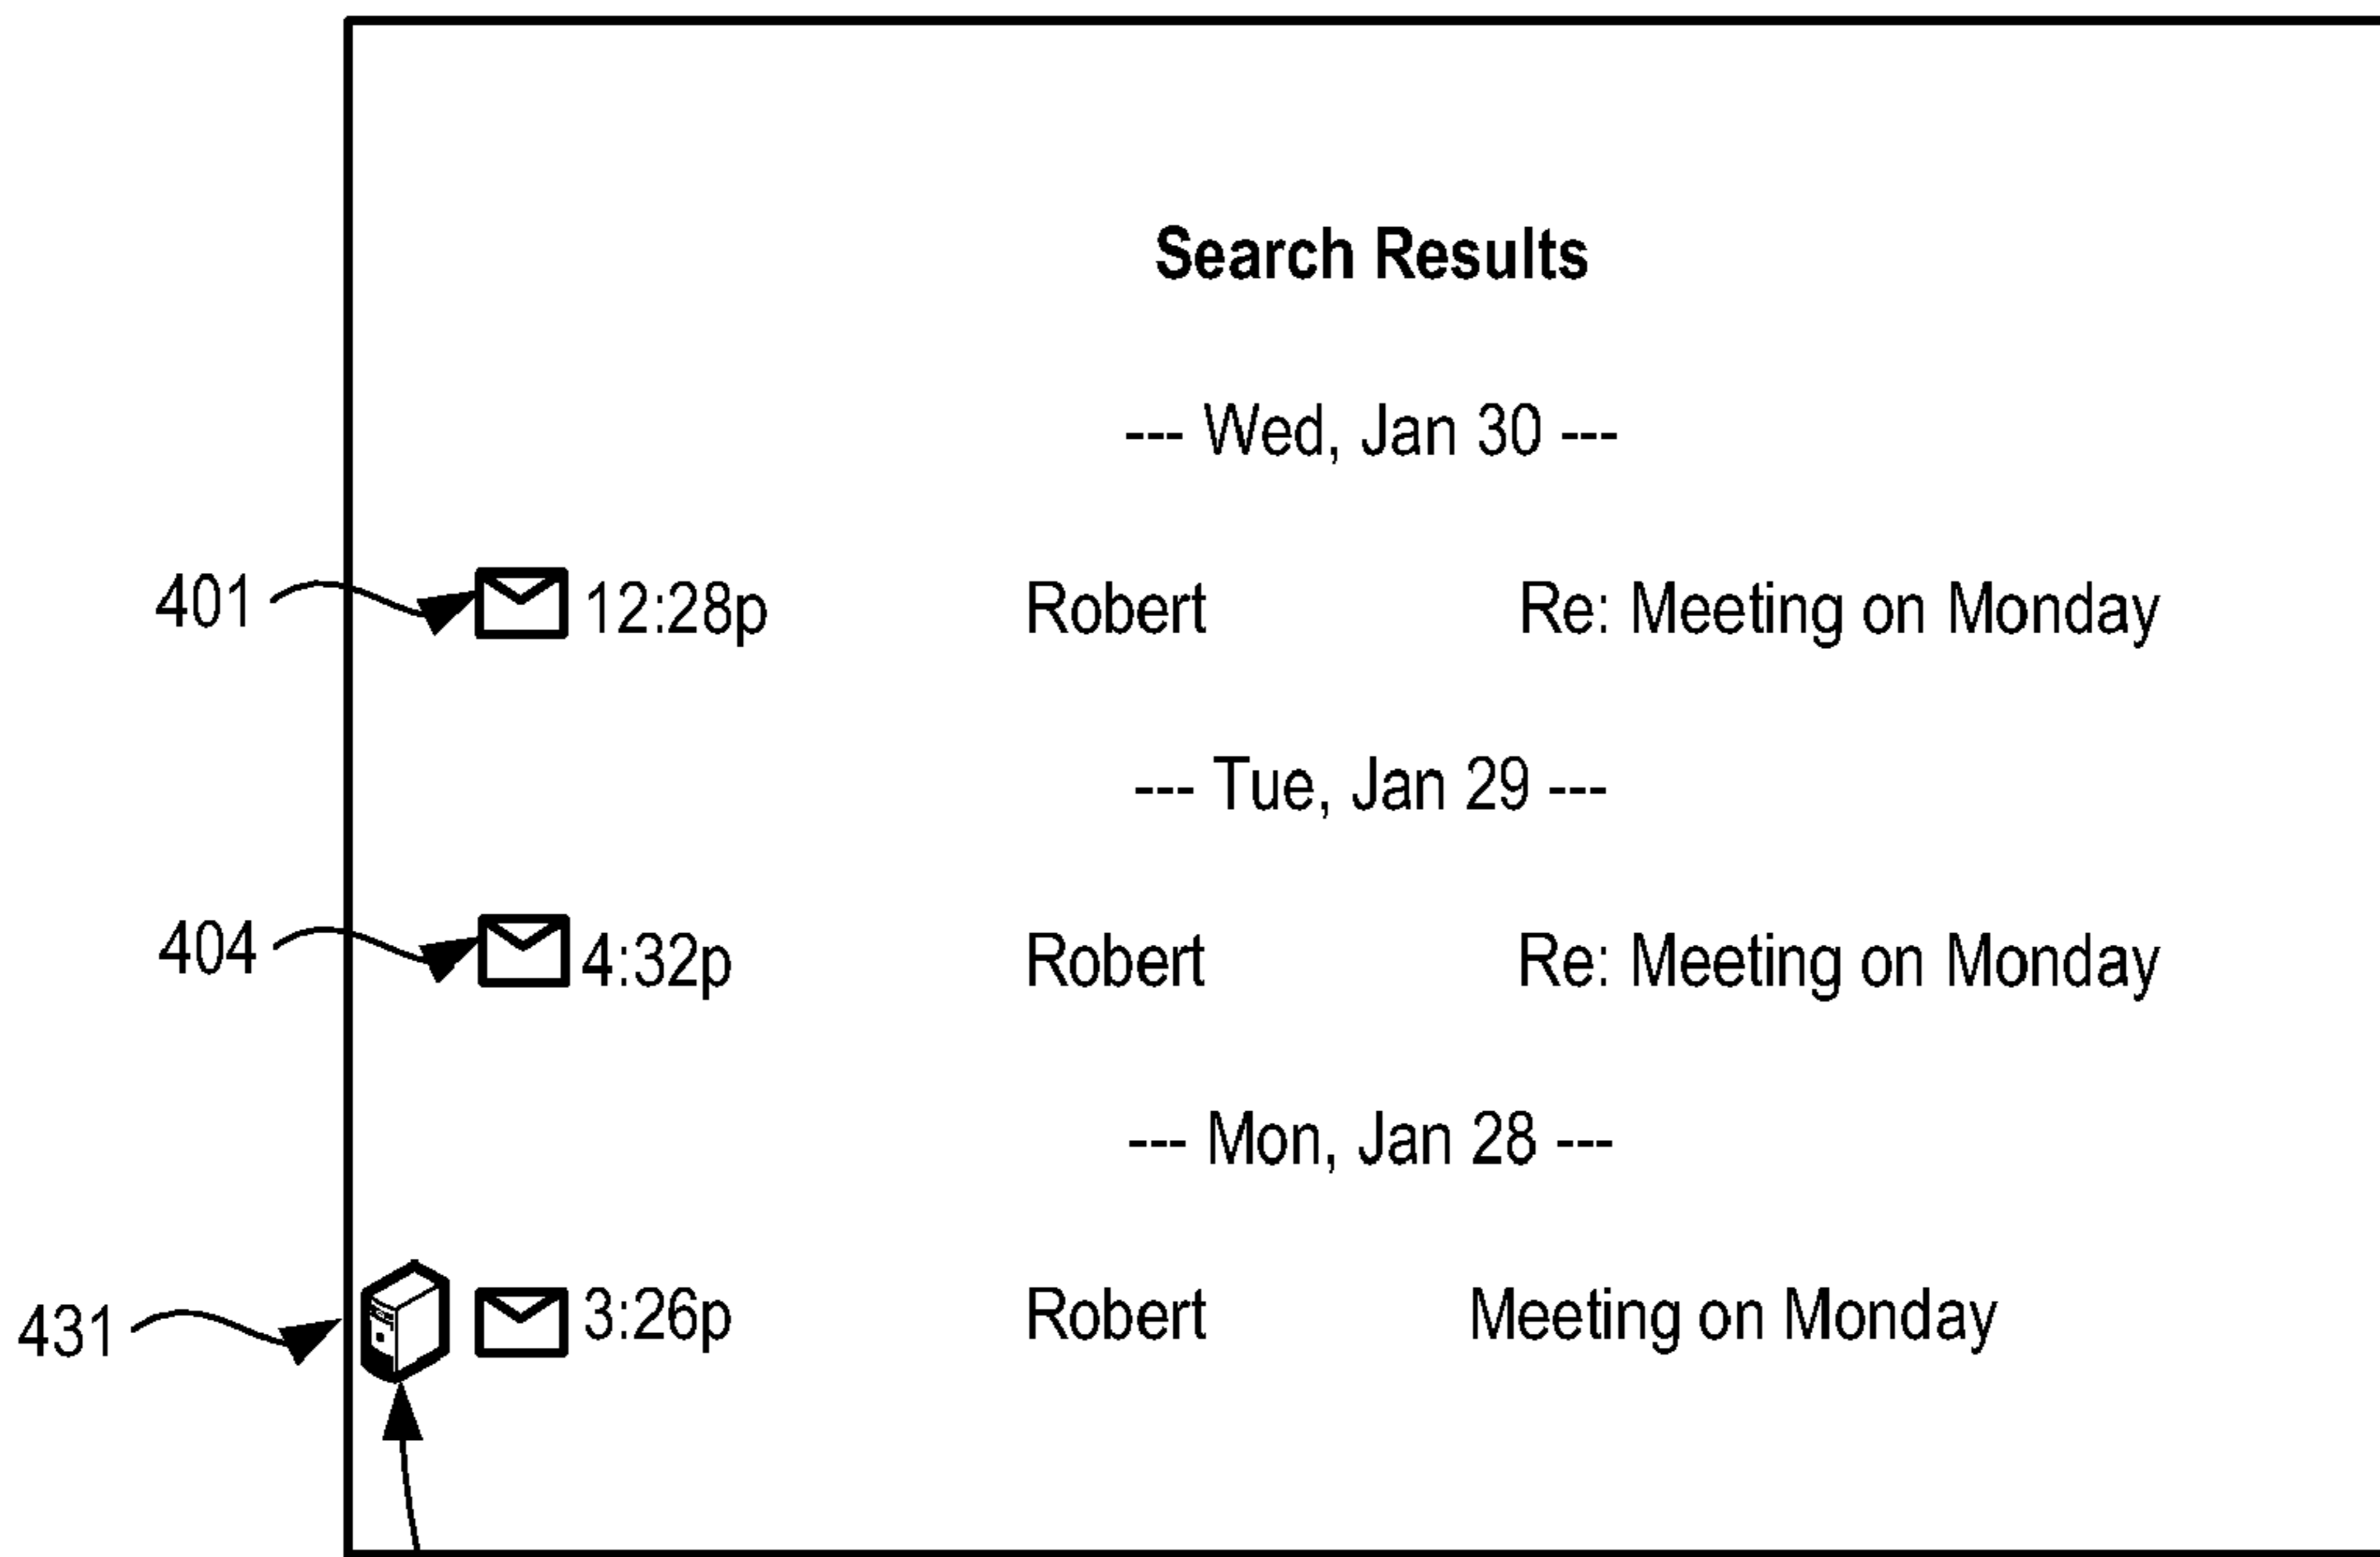 Search Results
--- Wed, Jan 30 ---
401 12:28p Robert Re: Meeting on Monday
--- Tue, Jan 29 ---
404 4:32p Robert Re: Meeting on Monday
--- Mon, Jan 28 ---
431 3:26p Robert Meeting on Monday